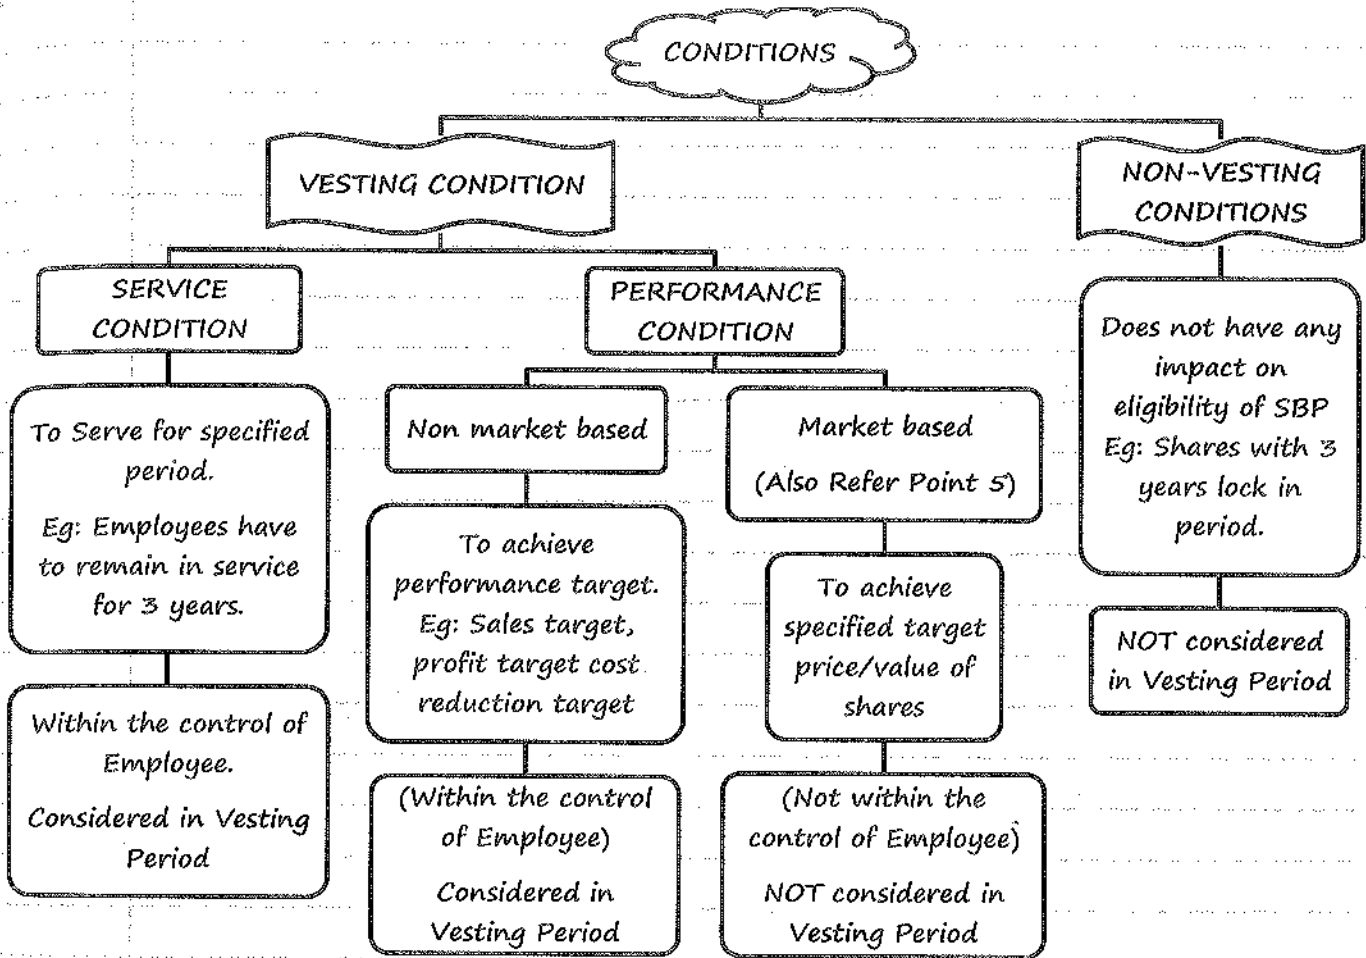 CONDITIONS
VESTING CONDITION
NON-VESTING
CONDITIONS
SERVICE
CONDITION
PERFORMANCE
CONDITION
To Serve for specified
period.
Eg: Employees have
to remain in service
for 3 years.
Within the control of
Employee.
Considered in Vesting
Period
Non market based
To achieve
performance target.
Eg: Sales target,
profit target cost
reduction target
(Within the control
of Employee)
Considered in
Vesting Period
Market based
(Also Refer Point 5)
To achieve
specified target
price/value of
shares
(Not within the
control of Employee)
NOT considered in
Vesting Period
Does not have any
impact on
eligibility of SBP
Eg: Shares with 3
years lock in
period.
NOT considered
in Vesting Period